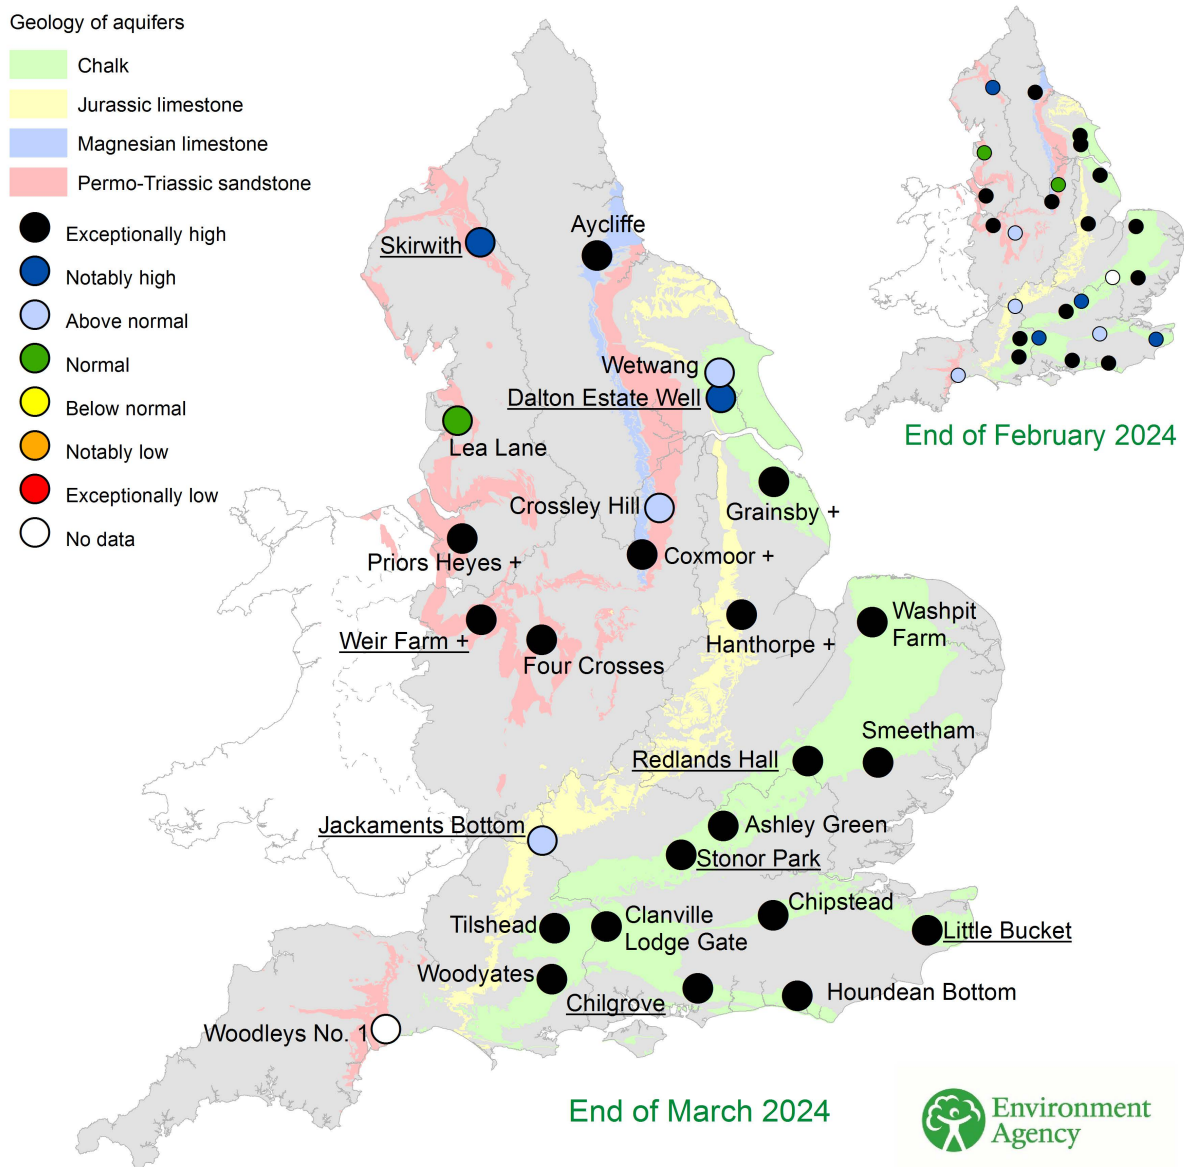 Geology of aquifers
Chalk
Jurassic limestone
Magnesian limestone
Permo-Triassic sandstone
Exceptionally high
Notably high
Above normal
Normal
Below normal
Notably low
Exceptionally low
No data
End of February 2024
Aycliffe
Skirwith
Wetwang
Dalton Estate Well
Lea Lane
Crossley Hill
Grainsby +
Priors Heyes +
Coxmoor +
Washpit
Farm
Weir Farm +
Hanthorpe +
Four Crosses
Smeetham
Redlands Hall
Jackaments Bottom
Ashley Green
Stonor Park
Chipstead
Tilshead
Clanville
Lodge Gate
Little Bucket
Woodyates
Chilgrove
Houndean Bottom
Woodleys No. 1
End of March 2024
Environment
Agency